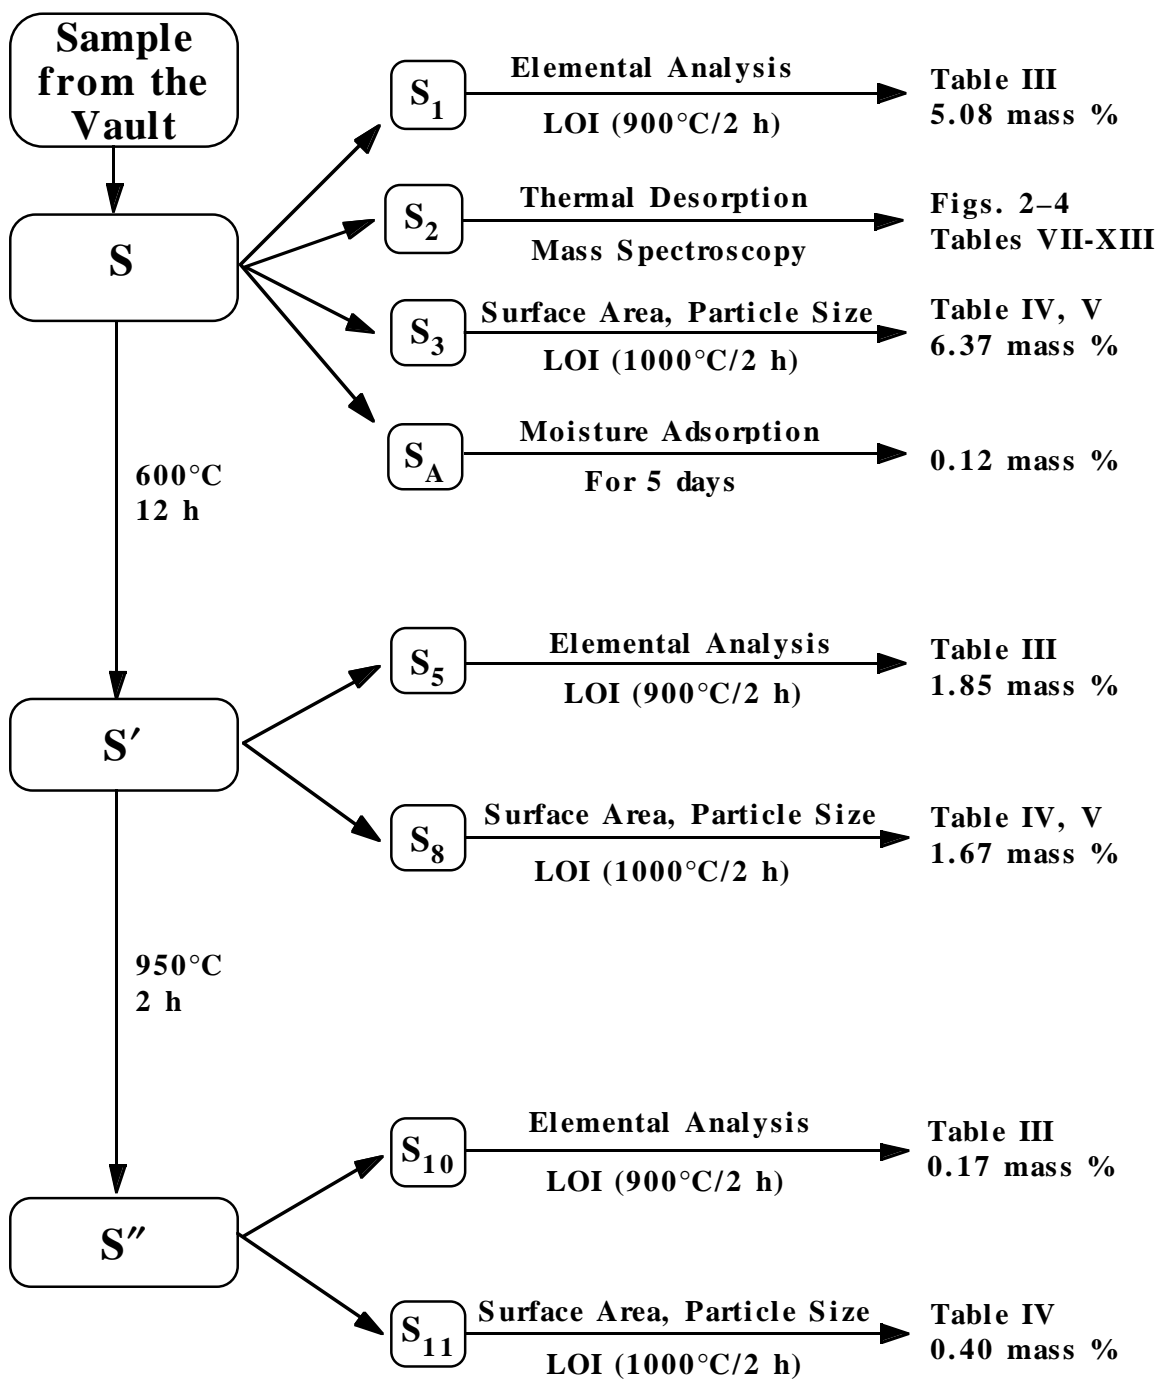 Sample
from the
Vault
S
S1
Elemental Analysis
LOI (900°C/2 h)
Table III
5.08 mass %
S2
Thermal Desorption
Mass Spectroscopy
Figs. 2–4
Tables VII-XIII
S3
Surface Area, Particle Size
LOI (1000°C/2 h)
Table IV, V
6.37 mass %
SA
Moisture Adsorption
For 5 days
0.12 mass %
600°C
12 h
S′
S5
Elemental Analysis
LOI (900°C/2 h)
Table III
1.85 mass %
S8
Surface Area, Particle Size
LOI (1000°C/2 h)
Table IV, V
1.67 mass %
950°C
2 h
S″
S10
Elemental Analysis
LOI (900°C/2 h)
Table III
0.17 mass %
S11
Surface Area, Particle Size
LOI (1000°C/2 h)
Table IV
0.40 mass %